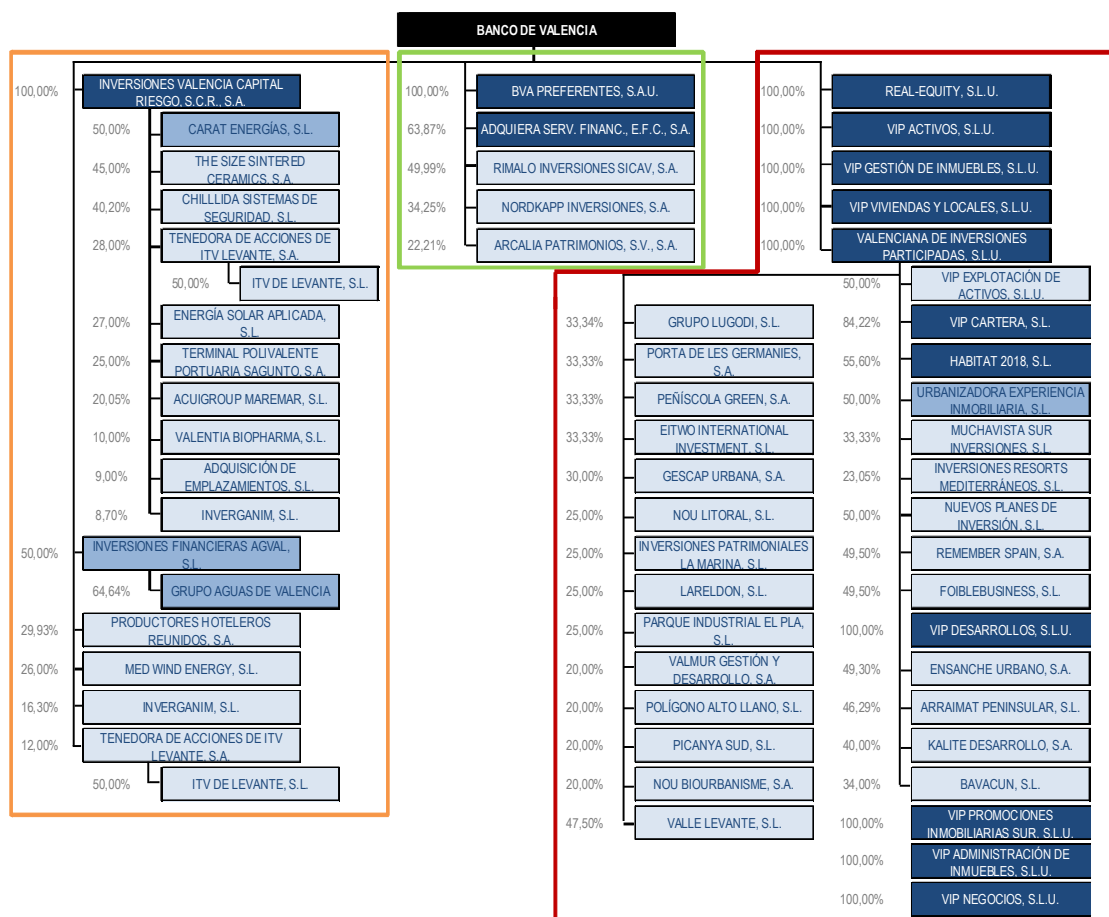 BANCO DE VALENCIA
100,00%
INVERSIONES VALENCIA CAPITAL
RIESGO, S.C.R., S.A.
50,00%
CARAT ENERGÍAS, S.L.
45,00%
THE SIZE SINTERED
CERAMICS, S.A.
40,20%
CHILLLIDA SISTEMAS DE
SEGURIDAD, S.L.
28,00%
TENEDORA DE ACCIONES DE
ITV LEVANTE, S.A.
50,00%
ITV DE LEVANTE, S.L.
27,00%
ENERGÍA SOLAR APLICADA,
S.L.
25,00%
TERMINAL POLIVALENTE
PORTUARIA SAGUNTO, S.A.
20,05%
ACUIGROUP MAREMAR, S.L.
10,00%
VALENTIA BIOPHARMA, S.L.
9,00%
ADQUISICIÓN DE
EMPLAZAMIENTOS, S.L.
8,70%
INVERGANIM, S.L.
50,00%
INVERSIONES FINANCIERAS AGVAL,
S.L.
64,64%
GRUPO AGUAS DE VALENCIA
29,93%
PRODUCTORES HOTELEROS
REUNIDOS, S.A.
26,00%
MED WIND ENERGY, S.L.
16,30%
INVERGANIM, S.L.
12,00%
TENEDORA DE ACCIONES DE ITV
LEVANTE, S.A.
50,00%
ITV DE LEVANTE, S.L.
100,00%
BVA PREFERENTES, S.A.U.
63,87%
ADQUIERA SERV. FINANC., E.F.C., S.A.
49,99%
RIMALO INVERSIONES SICAV, S.A.
34,25%
NORDKAPP INVERSIONES, S.A.
22,21%
ARCALIA PATRIMONIOS, S.V., S.A.
100,00%
REAL-EQUITY, S.L.U.
100,00%
VIP ACTIVOS, S.L.U.
100,00%
VIP GESTIÓN DE INMUEBLES, S.L.U.
100,00%
VIP VIVIENDAS Y LOCALES, S.L.U.
100,00%
VALENCIANA DE INVERSIONES
PARTICIPADAS, S.L.U.
33,34%
GRUPO LUGODI, S.L.
33,33%
PORTA DE LES GERMANIES,
S.A.
33,33%
PEÑÍSCOLA GREEN, S.A.
33,33%
EITWO INTERNATIONAL
INVESTMENT, S.L.
30,00%
GESCAP URBANA, S.A.
25,00%
NOU LITORAL, S.L.
25,00%
INVERSIONES PATRIMONIALES
LA MARINA, S.L.
25,00%
LARELDON, S.L.
25,00%
PARQUE INDUSTRIAL EL PLA,
S.L.
20,00%
VALMUR GESTIÓN Y
DESARROLLO, S.A.
20,00%
POLÍGONO ALTO LLANO, S.L.
20,00%
PICANYA SUD, S.L.
20,00%
NOU BIOURBANISME, S.A.
47,50%
VALLE LEVANTE, S.L.
50,00%
VIP EXPLOTACIÓN DE
ACTIVOS, S.L.U.
84,22%
VIP CARTERA, S.L.
55,60%
HABITAT 2018, S.L.
50,00%
URBANIZADORA EXPERIENCIA
INMOBILIARIA, S.L.
33,33%
MUCHAVISTA SUR
INVERSIONES, S.L.
23,05%
INVERSIONES RESORTS
MEDITERRÁNEOS, S.L.
50,00%
NUEVOS PLANES DE
INVERSIÓN, S.L.
49,50%
REMEMBER SPAIN, S.A.
49,50%
FOIBLEBUSINESS, S.L.
100,00%
VIP DESARROLLOS, S.L.U.
49,30%
ENSANCHE URBANO, S.A.
46,29%
ARRAIMAT PENINSULAR, S.L.
40,00%
KALITE DESARROLLO, S.A.
34,00%
BAVACUN, S.L.
100,00%
VIP PROMOCIONES
INMOBILIARIAS SUR, S.L.U.
100,00%
VIP ADMINISTRACIÓN DE
INMUEBLES, S.L.U.
100,00%
VIP NEGOCIOS, S.L.U.